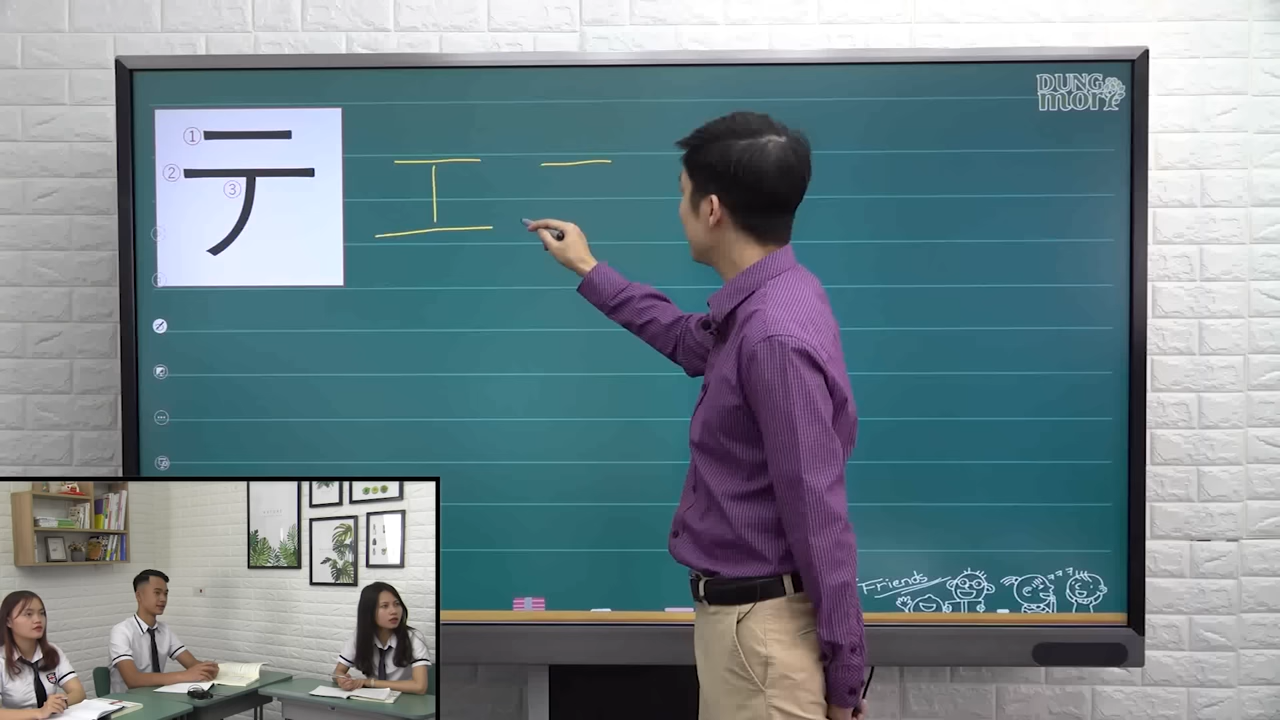 DUNG
mori
① 
②
③
テ
エ
Friends